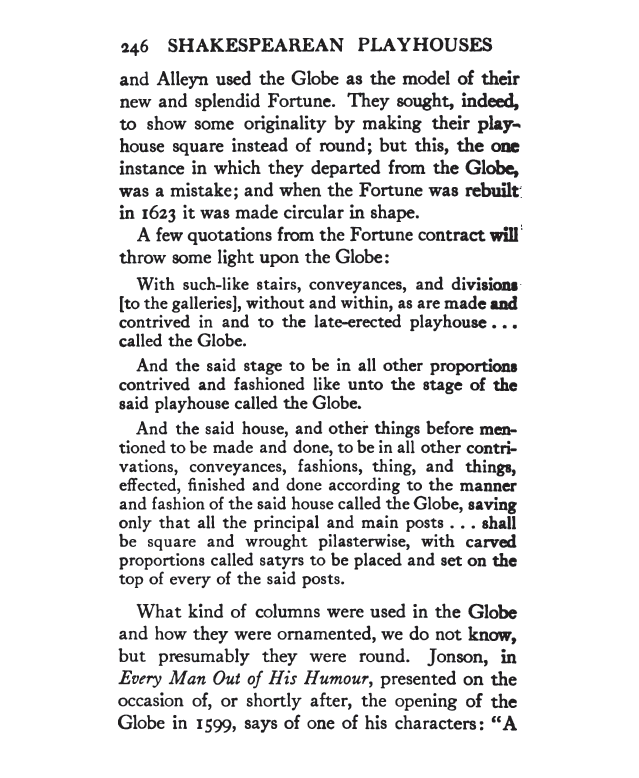 246 SHAKESPEAREAN PLAYHOUSES
and Alleyn used the Globe as the model of their
new and splendid Fortune. They sought, indeed,
to show some originality by making their play-
house square instead of round; but this, the one
instance in which they departed from the Globe,
was a mistake; and when the Fortune was rebuilt
in 1623 it was made circular in shape.
A few quotations from the Fortune contract will
throw some light upon the Globe:
With such-like stairs, conveyances, and divisions
[to the galleries], without and within, as are made and
contrived in and to the late-erected playhouse . . .
called the Globe.
And the said stage to be in all other proportions
contrived and fashioned like unto the stage of the
said playhouse called the Globe.
And the said house, and other things before men-
tioned to be made and done, to be in all other contri-
vations, conveyances, fashions, thing, and things,
effected, finished and done according to the manner
and fashion of the said house called the Globe, saving
only that all the principal and main posts . . . shall
be square and wrought pilasterwise, with carved
proportions called satyrs to be placed and set on the
top of every of the said posts.
What kind of columns were used in the Globe
and how they were ornamented, we do not know,
but presumably they were round. Jonson, in
Every Man Out of His Humour, presented on the
occasion of, or shortly after, the opening of the
Globe in 1599, says of one of his characters: "A